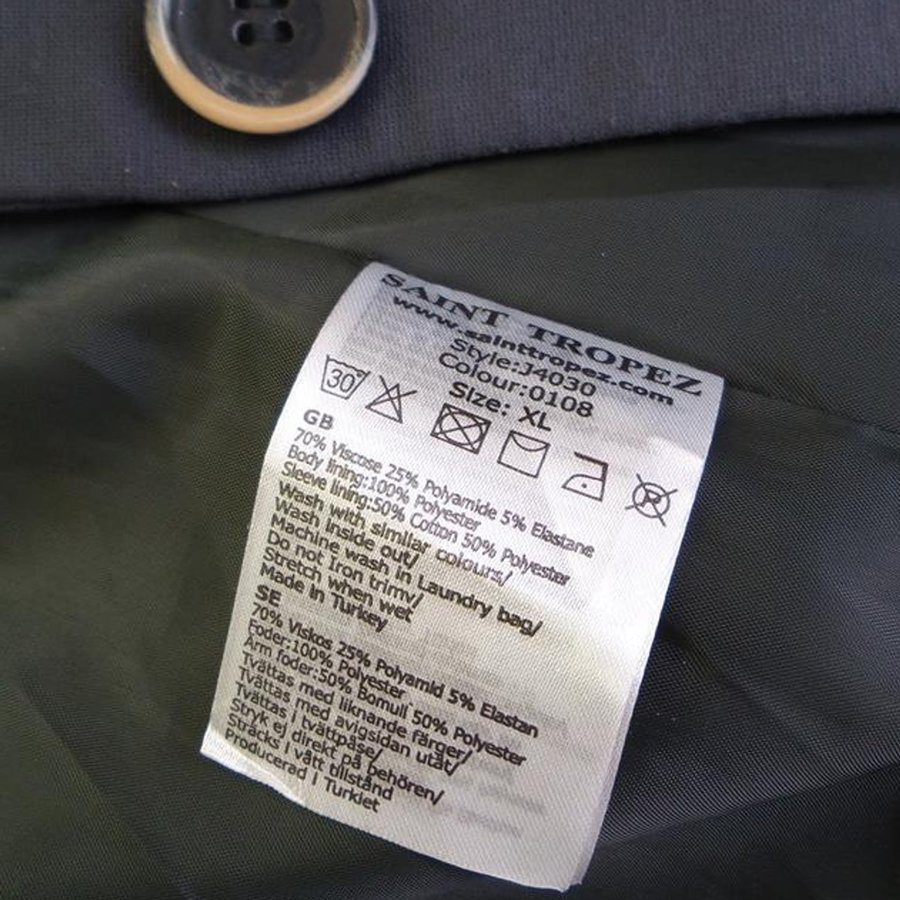 SAINT TROPEZ
www.sainttropez.com
Style:J4030
Colour:0108
Size: XL
30
P
GB
70% Viscose 25% Polyamide 5% Elastane
Body lining:100% Polyester
Sleeve lining:50% Cotton 50% Polyester
Wash with similar colours/
Wash inside out/
Machine wash in Laundry bag/
Do not Iron trimv/
Stretch when wet
Made in Turkey
SE
70% Viskos 25% Polyamid 5% Elastan
Foder:100% Polyester
Arm foder:50% Bomull 50% Polyester
Tvättas med liknande färger/
Tvättas med avigsidan utåt/
Tvättas i tvättpåse/
Stryk ej direkt på behören/
Sträcks i vått tillstånd
Producerad i Turkiet